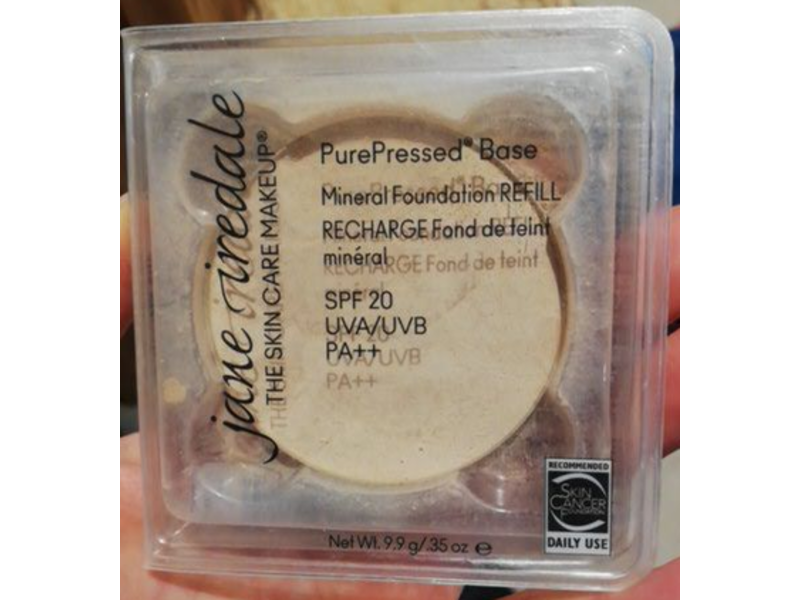 jane iredale
THE SKIN CARE MAKEUP®
PurePressed® Base
Mineral Foundation REFILL
RECHARGE Fond de teint
minéral
SPF 20
UVA/UVB
PA++
Net Wt. 9.9 g/.35 oz ℮
RECOMMENDED
SKIN
CANCER
FOUNDATION
DAILY USE